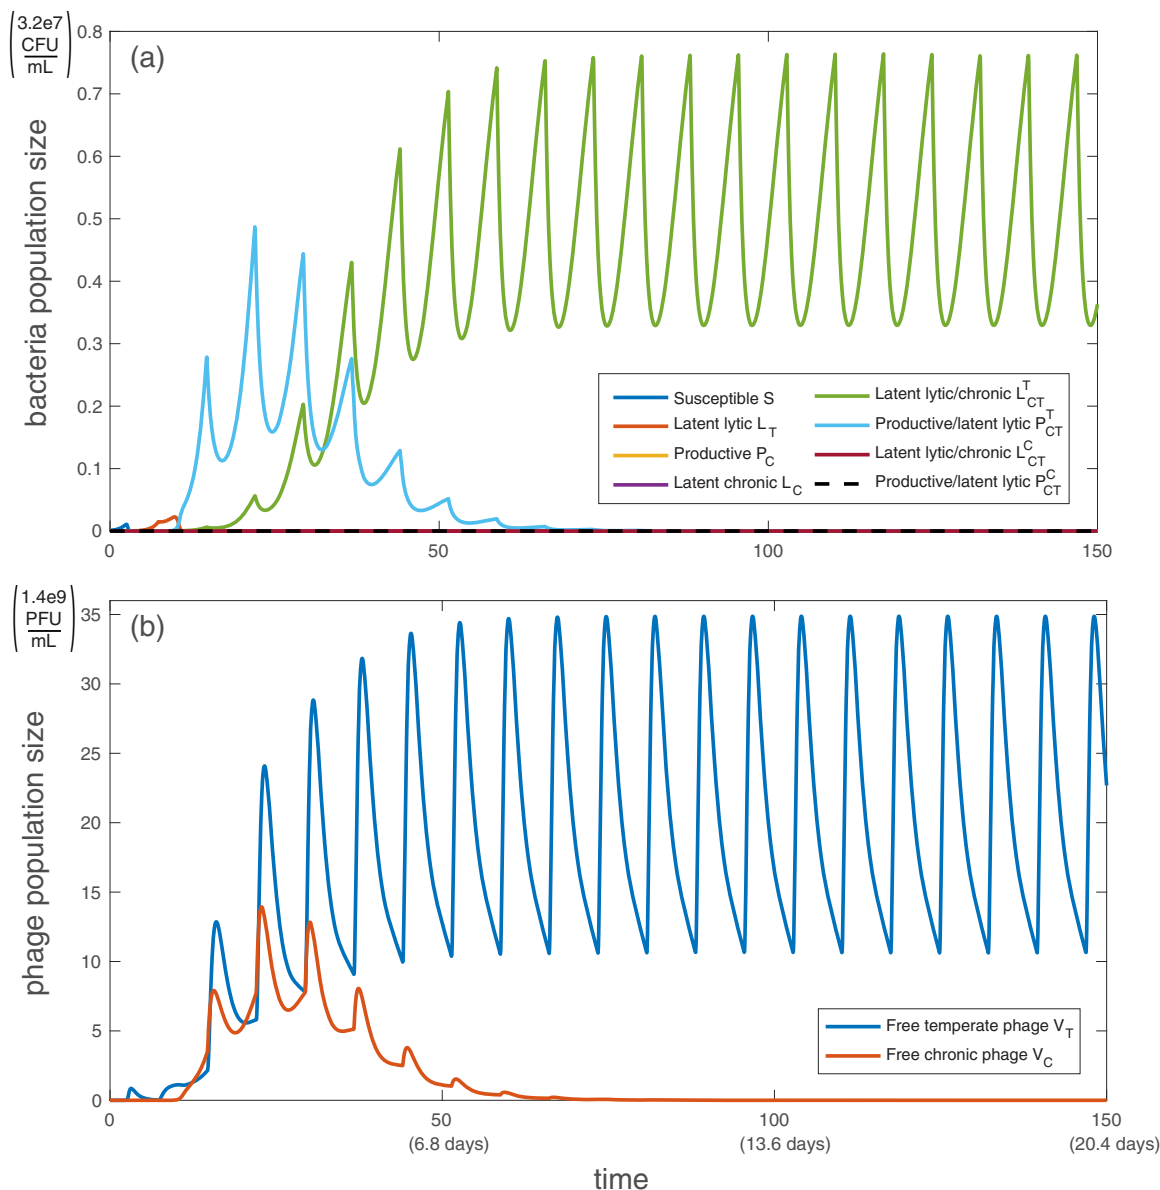 3.2e7
CFU
mL
(a)
0.8
0.7
0.6
0.5
0.4
0.3
0.2
0.1
0
bacteria population size
Susceptible S
Latent lytic L_T
Productive P_C
Latent chronic L_C
Latent lytic/chronic L^T_CT
Productive/latent lytic P^T_CT
Latent lytic/chronic L^C_CT
Productive/latent lytic P^C_CT
0 50 100 150
1.4e9
PFU
mL
(b)
35
30
25
20
15
10
5
0
phage population size
Free temperate phage V_T
Free chronic phage V_C
0 50 100 150
(6.8 days) (13.6 days) (20.4 days)
time